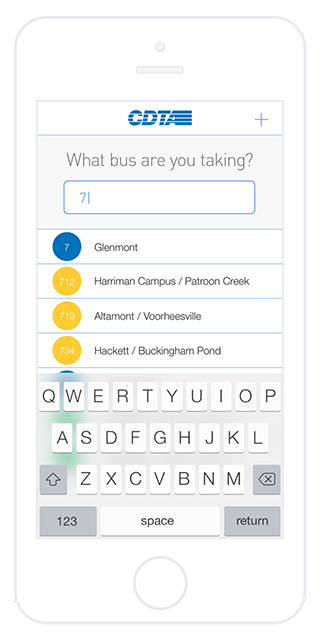 CDTA
+
What bus are you taking?
7
7 Glenmont
712 Harriman Campus / Patroon Creek
719 Altamont / Voorheesville
734 Hackett / Buckingham Pond
Q W E R T Y U I O P
A S D F G H J K L
Z X C V B N M
123 space return